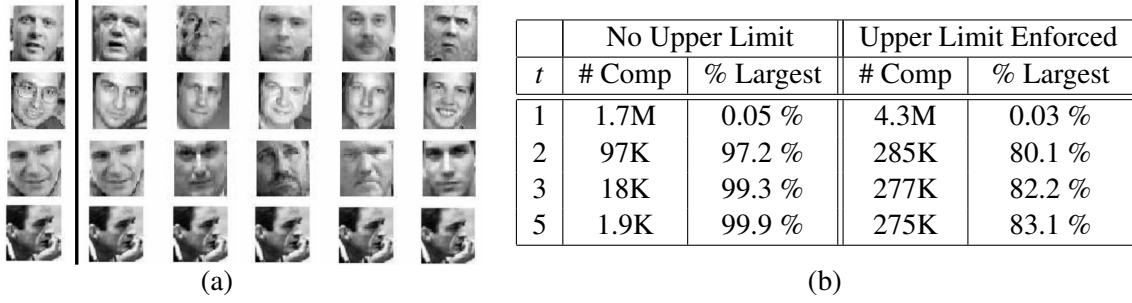 No Upper Limit Upper Limit Enforced
t # Comp % Largest # Comp % Largest
1 1.7M 0.05 % 4.3M 0.03 %
2 97K 97.2 % 285K 80.1 %
3 18K 99.3 % 277K 82.2 %
5 1.9K 99.9 % 275K 83.1 %
(a) (b)